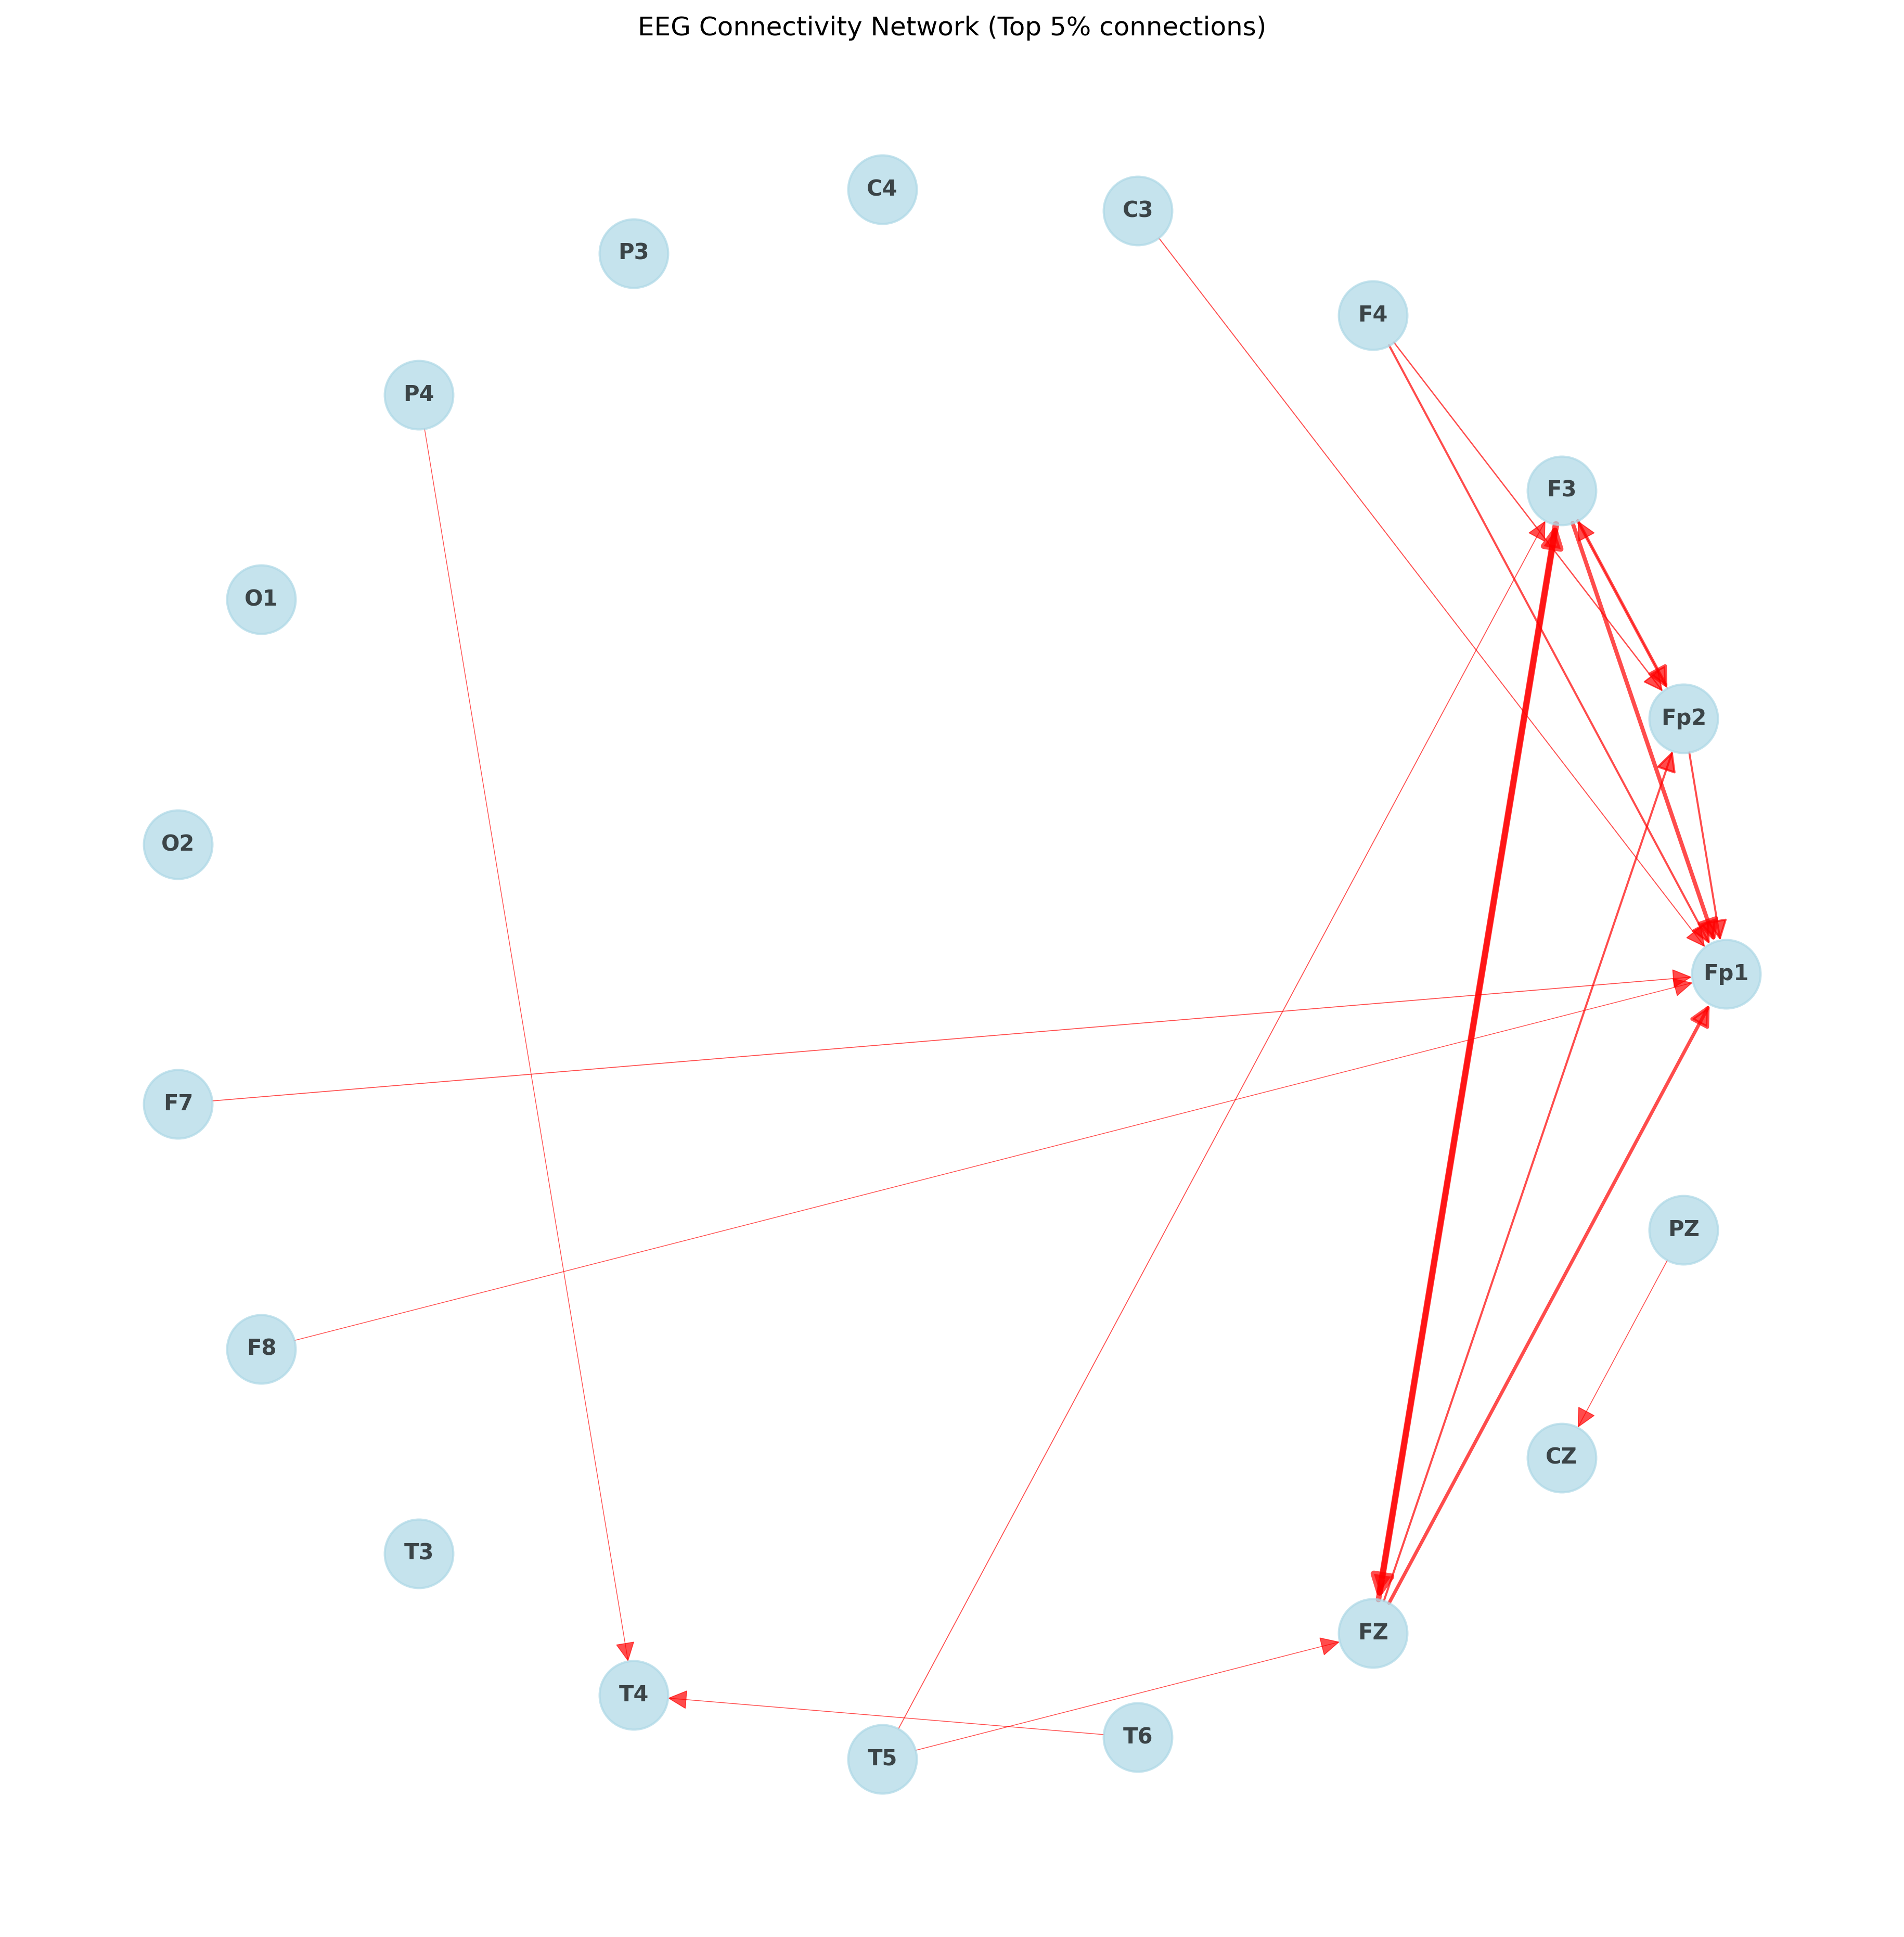 EEG Connectivity Network (Top 5% connections)
C4
C3
P3
F4
P4
F3
O1
Fp2
O2
Fp1
F7
PZ
F8
CZ
T3
FZ
T4
T6
T5